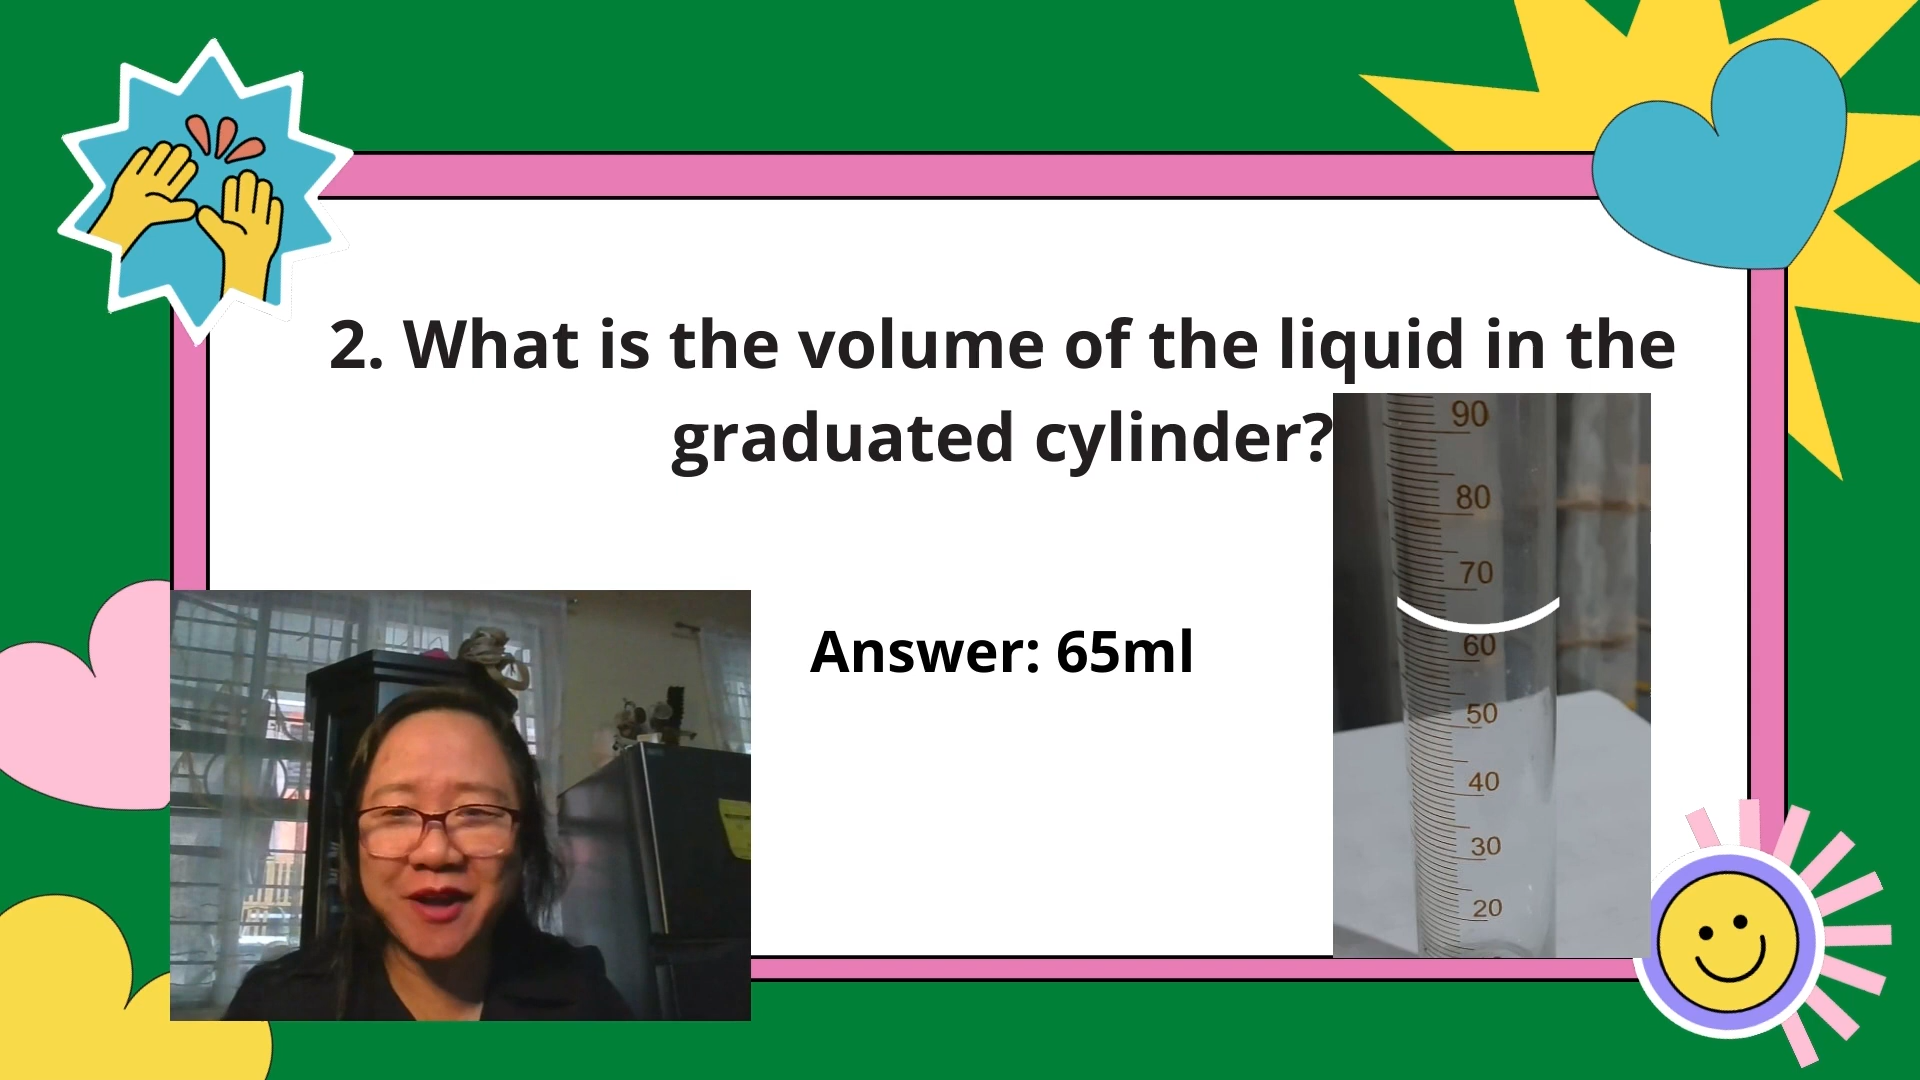 2. What is the volume of the liquid in the
graduated cylinder?
Answer: 65ml
90
80
70
60
50
40
30
20